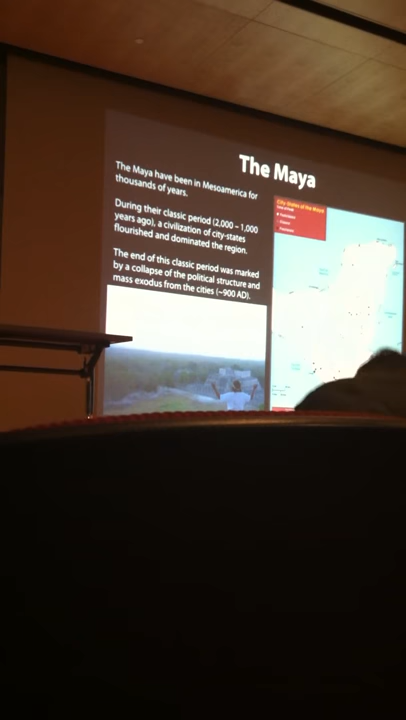 The Maya
The Maya have been in Mesoamerica for
thousands of years.
During their classic period (2,000 – 1,000
years ago), a civilization of city-states
flourished and dominated the region.
The end of this classic period was marked
by a collapse of the political structure and
mass exodus from the cities (~900 AD).
City States of the Maya